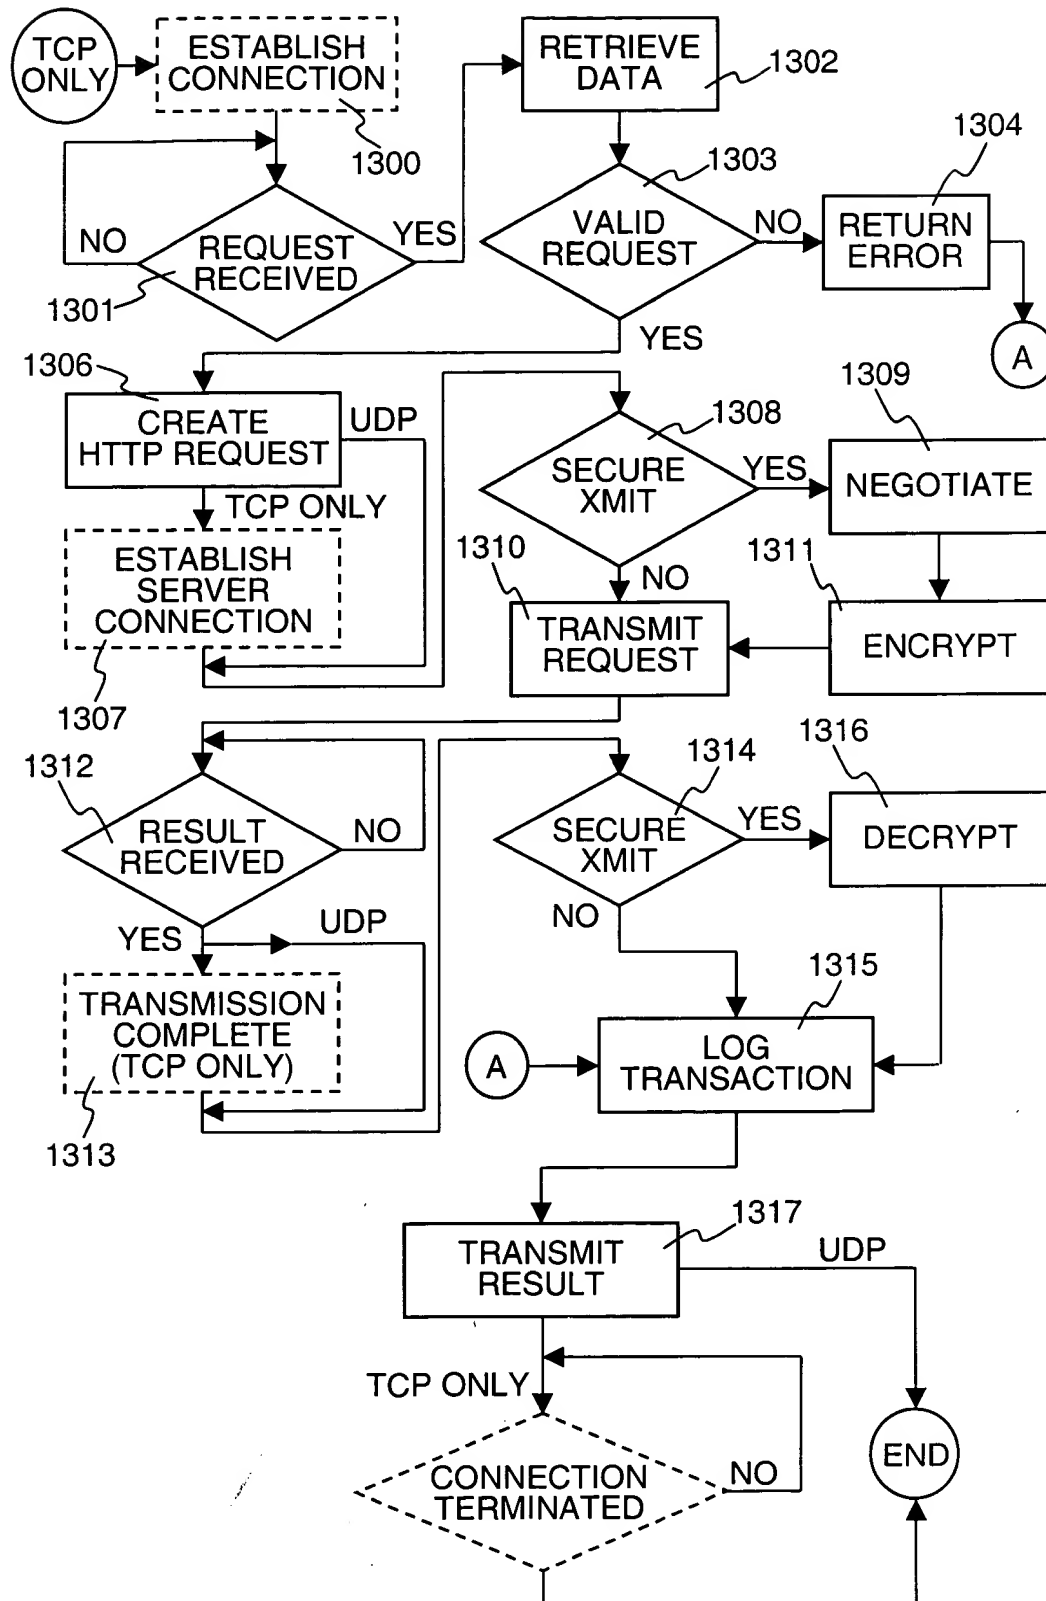 TCP
ONLY
ESTABLISH
CONNECTION
1300
RETRIEVE
DATA
1302
1304
1303
NO
REQUEST
RECEIVED
YES
1301
VALID
REQUEST
NO
RETURN
ERROR
YES
A
1306
CREATE
HTTP REQUEST
UDP
TCP ONLY
1308
1309
SECURE
XMIT
YES
NEGOTIATE
ESTABLISH
SERVER
CONNECTION
1307
1310
NO
1311
TRANSMIT
REQUEST
ENCRYPT
1312
RESULT
RECEIVED
NO
1314
1316
SECURE
XMIT
YES
DECRYPT
YES
UDP
NO
TRANSMISSION
COMPLETE
(TCP ONLY)
1313
1315
A
LOG
TRANSACTION
1317
TRANSMIT
RESULT
UDP
TCP ONLY
CONNECTION
TERMINATED
NO
END